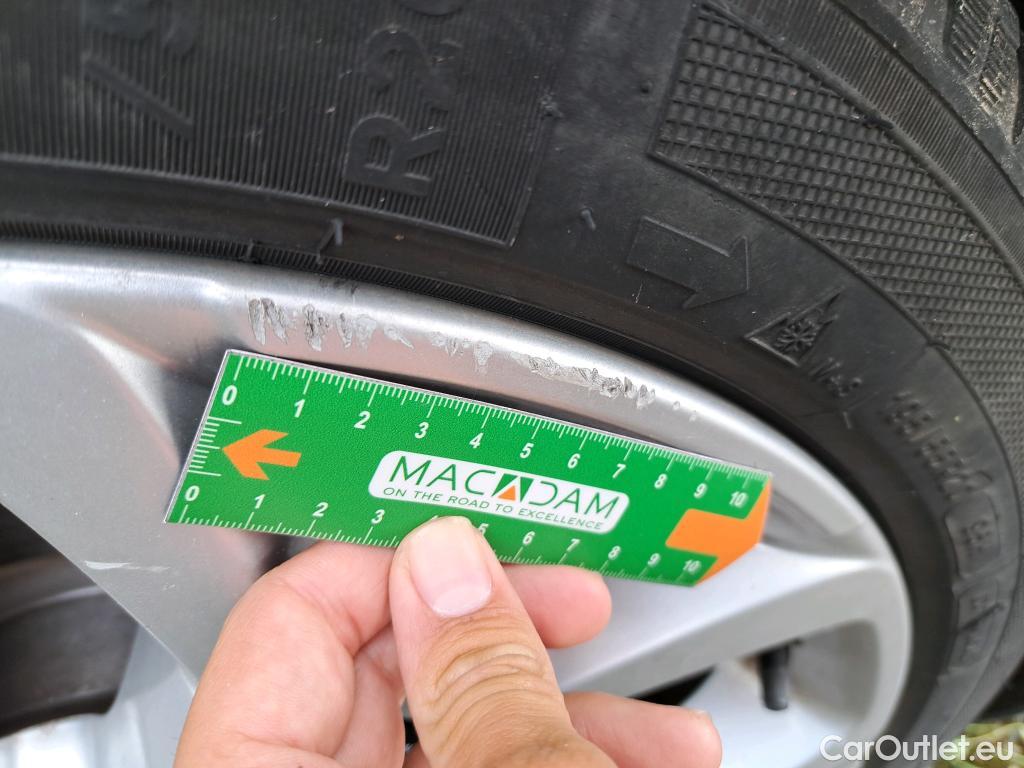 R20
0 1 2 3 4 5 6 7 8 9 10
MACADAM
ON THE ROAD TO EXCELLENCE
0 1 2 3 5 6 7 8 9 10
CarOutlet.eu